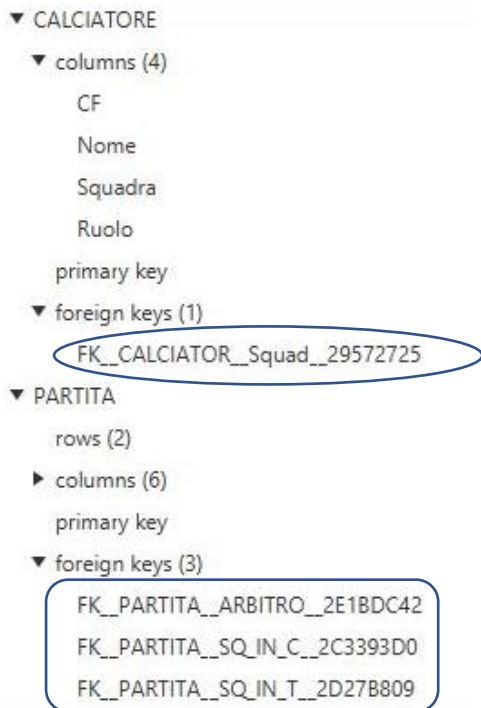 CALCIATORE
columns (4)
CF
Nome
Squadra
Ruolo
primary key
foreign keys (1)
FK__CALCIATOR__Squad__29572725
PARTITA
rows (2)
columns (6)
primary key
foreign keys (3)
FK__PARTITA__ARBITRO__2E1BDC42
FK__PARTITA__SQ_IN_C__2C3393D0
FK__PARTITA__SQ_IN_T__2D27B809